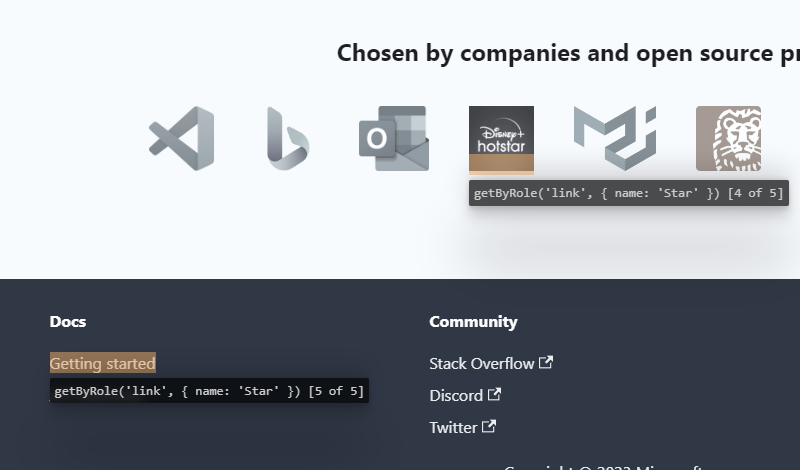 Chosen by companies and open source pr
Disney+
hotstar
getByRole('link', { name: 'Star' }) [4 of 5]
Docs
Community
Getting started
Stack Overflow
getByRole('link', { name: 'Star' }) [5 of 5]
Discord
Twitter